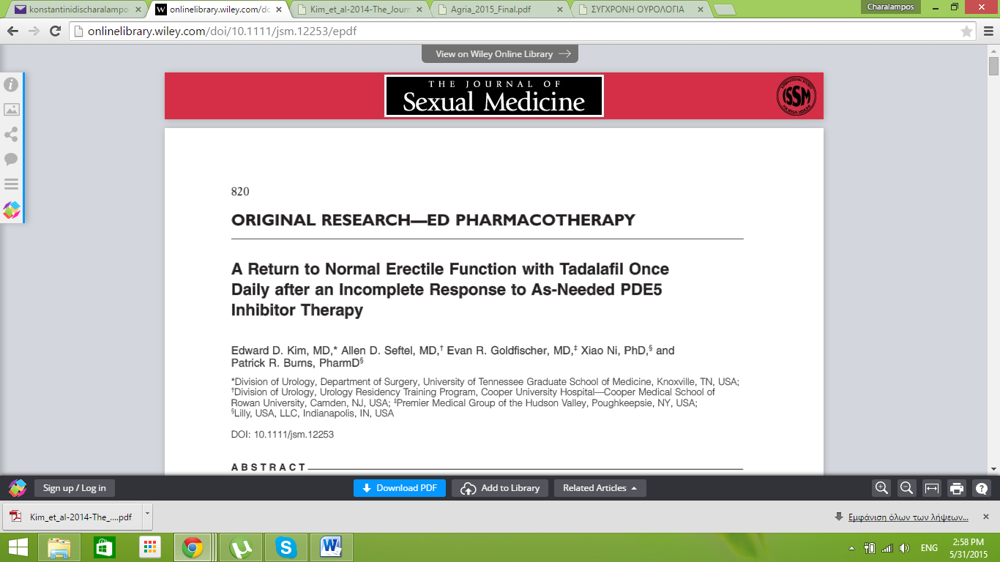 konstantinidischaralampo
onlinelibrary.wiley.com/do
Kim_et_al-2014-The_Journ
Agria_2015_Final.pdf
ΣΥΓΧΡΟΝΗ ΟΥΡΟΛΟΓΙΑ
Charalampos
onlinelibrary.wiley.com/doi/10.1111/jsm.12253/epdf
View on Wiley Online Library
THE JOURNAL OF
Sexual Medicine
ISSM
820
ORIGINAL RESEARCH—ED PHARMACOTHERAPY
A Return to Normal Erectile Function with Tadalafil Once
Daily after an Incomplete Response to As-Needed PDE5
Inhibitor Therapy
Edward D. Kim, MD,* Allen D. Seftel, MD,† Evan R. Goldfischer, MD,‡ Xiao Ni, PhD,§ and
Patrick R. Burns, PharmD§
*Division of Urology, Department of Surgery, University of Tennessee Graduate School of Medicine, Knoxville, TN, USA;
†Division of Urology, Urology Residency Training Program, Cooper University Hospital—Cooper Medical School of
Rowan University, Camden, NJ, USA; ‡Premier Medical Group of the Hudson Valley, Poughkeepsie, NY, USA;
§Lilly, USA, LLC, Indianapolis, IN, USA
DOI: 10.1111/jsm.12253
ABSTRACT
Sign up / Log in
Download PDF
Add to Library
Related Articles
Kim_et_al-2014-The_....pdf
Εμφάνιση όλων των λήψεων...
ENG
2:58 PM
5/31/2015